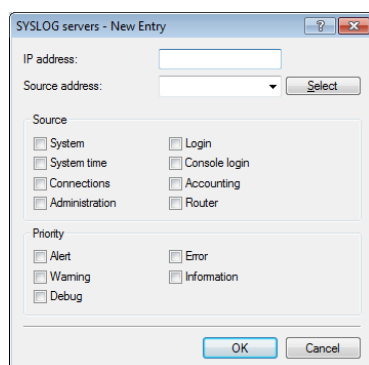 SYSLOG servers - New Entry
IP address:
Source address: Select
Source
System Login
System time Console login
Connections Accounting
Administration Router
Priority
Alert Error
Warning Information
Debug
OK Cancel